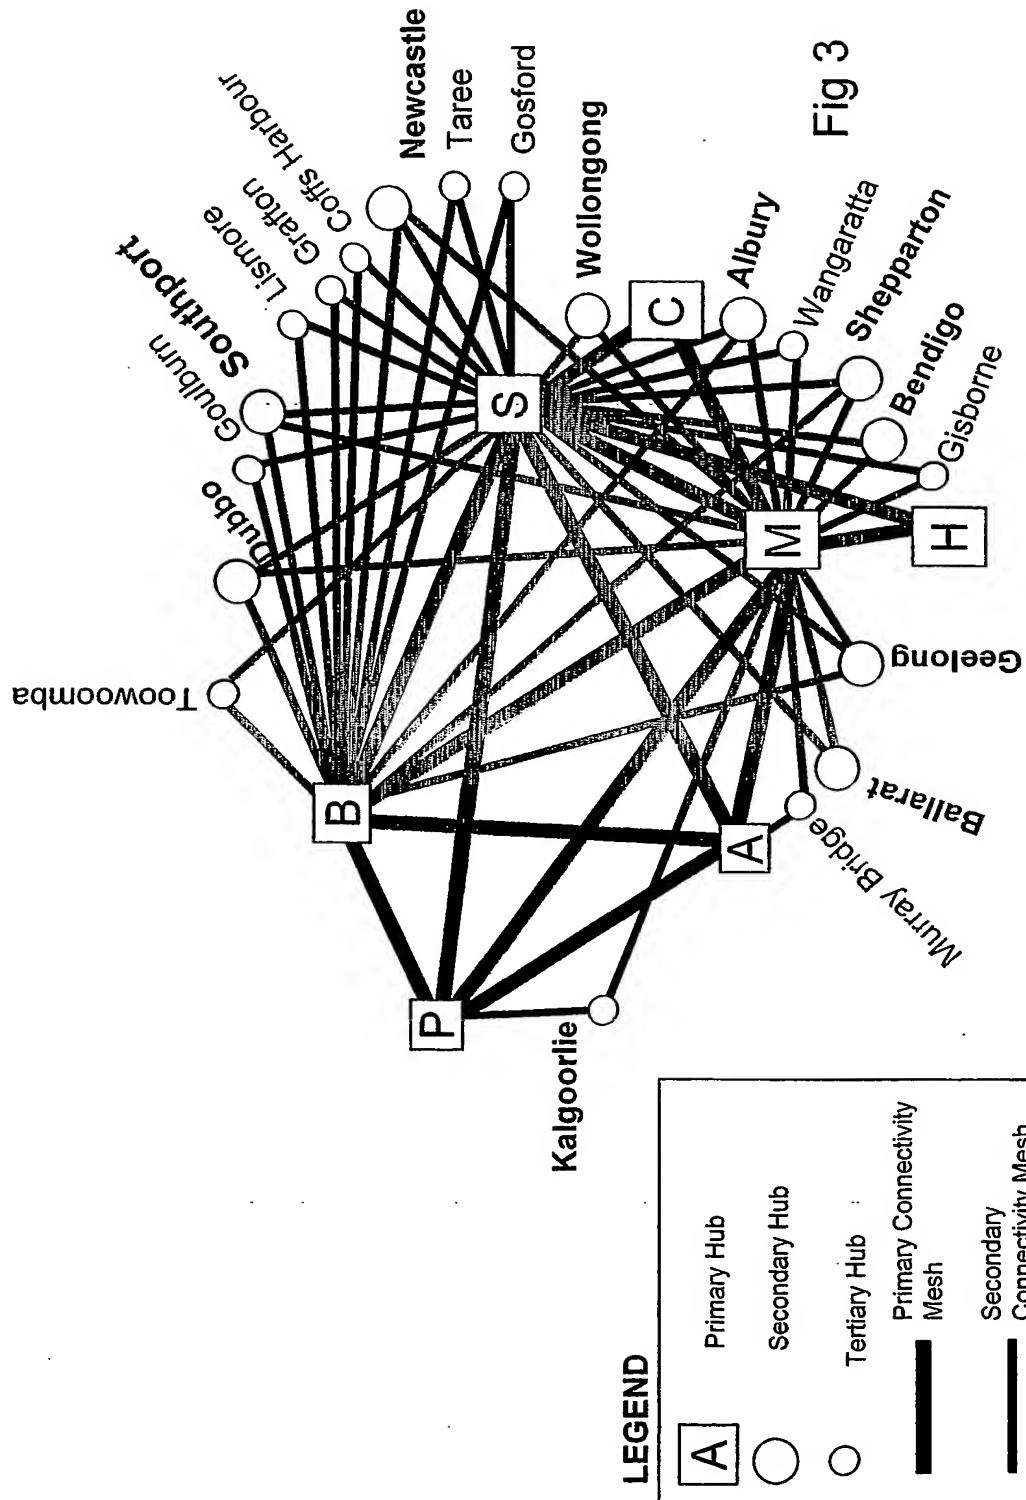 Toowoomba
Dubbo
Goulburn
Southport
Lismore
Grafton
Coffs Harbour
Newcastle
Taree
Gosford
Wollongong
Albury
Wangaratta
Shepparton
Bendigo
Gisborne
Geelong
Ballarat
Murray Bridge
Kalgoorlie
P
B
S
C
M
H
A
Fig 3
LEGEND
A
Primary Hub
Secondary Hub
Tertiary Hub
Primary Connectivity
Mesh
Secondary
Connectivity Mesh